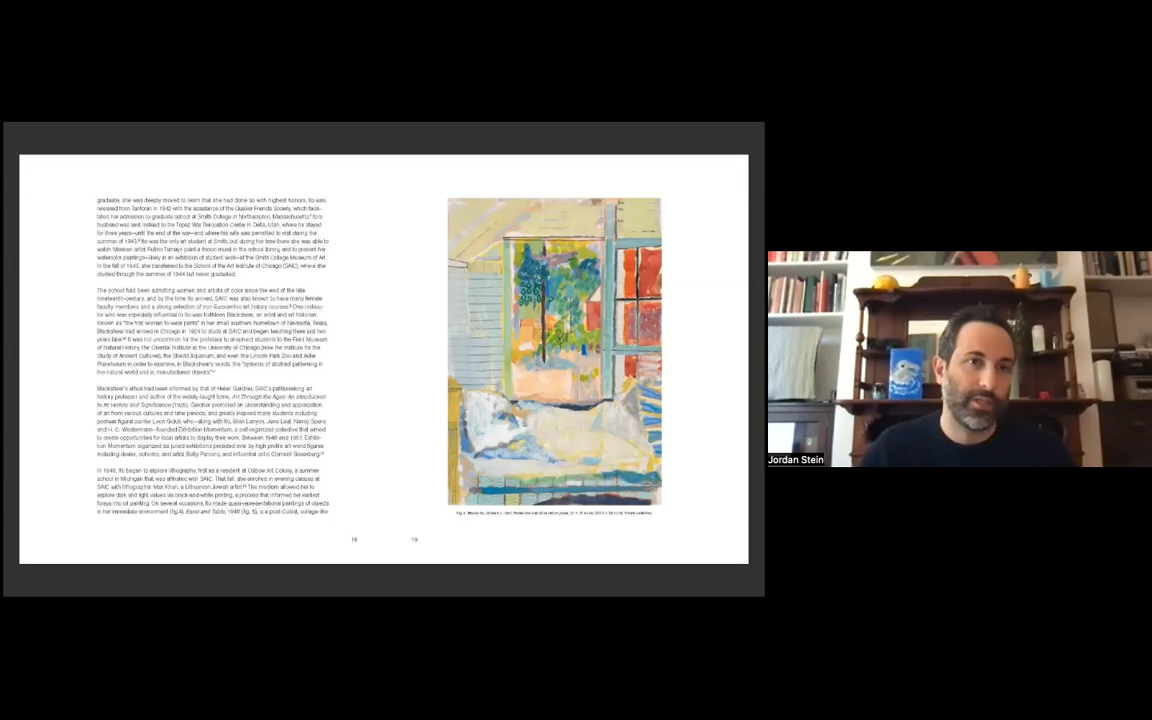 graduate, she was deeply moved to learn that she had done so with highest honors. Ito was
released from Tanforan in 1942 with the assistance of the Quaker Friends Society, which facili-
tated her admission to graduate school at Smith College in Northampton, Massachusetts.
husband was sent instead to the Topaz War Relocation Center in Delta, Utah, where he stayed
for three years—until the end of the war—and where his wife was permitted to visit during the
summer of 1943. Ito was the only art student at Smith, but during her time there she was able to
watch Mexican artist Rufino Tamayo paint a fresco mural in the school library, and to present her
watercolor paintings—likely in an exhibition of student work—at the Smith College Museum of Art.
In the fall of 1943, she transferred to the School of the Art Institute of Chicago (SAIC), where she
studied through the summer of 1944 but never graduated.
The school had been admitting women and artists of color since the end of the late
nineteenth-century, and by the time Ito arrived, SAIC was also known to have many female
faculty members and a strong selection of non-Eurocentric art history courses. One instruc-
tor who was especially influential to Ito was Kathleen Blackshear, an artist and art historian.
Known as "the first woman to wear pants" in her small southern hometown of Navasota, Texas,
Blackshear had arrived in Chicago in 1924 to study at SAIC and began teaching there just two
years later. It was not uncommon for the professor to shepherd students to the Field Museum
of Natural History, the Oriental Institute at the University of Chicago (now the Institute for the
Study of Ancient Cultures), the Shedd Aquarium, and even the Lincoln Park Zoo and Adler
Planetarium in order to examine, in Blackshear's words, the "systems of abstract patterning in
the natural world and in manufactured objects."
Blackshear's ethos had been informed by that of Helen Gardner, SAIC's pathbreaking art
history professor and author of the widely-taught tome, Art Through the Ages: An Introduction
to Its History and Significance (1926). Gardner promoted an understanding and appreciation
of art from various cultures and time periods, and greatly inspired many students including
postwar figural painter Leon Golub who—along with Ito, Ellen Lanyon, June Leaf, Nancy Spero
and H. C. Westermann—founded Exhibition Momentum, a self-organized collective that aimed
to create opportunities for local artists to display their work. Between 1948 and 1957, Exhibi-
tion Momentum organized six juried exhibitions presided over by high profile art world figures
including dealer, collector, and artist Betty Parsons, and influential critic Clement Greenberg.
In 1948, Ito began to explore lithography, first as a resident at Oxbow Art Colony, a summer
school in Michigan that was affiliated with SAIC. That fall, she enrolled in evening classes at
SAIC with lithographer Max Kahn, a Lithuanian Jewish artist. The medium allowed her to
explore dark and light values via black-and-white printing, a process that informed her earliest
forays into oil painting. On several occasions, Ito made quasi-representational paintings of objects
in her immediate environment (fig.4). Easel and Table, 1948 (fig. 5), is a post-Cubist, collage-like
18
19
Jordan Stein